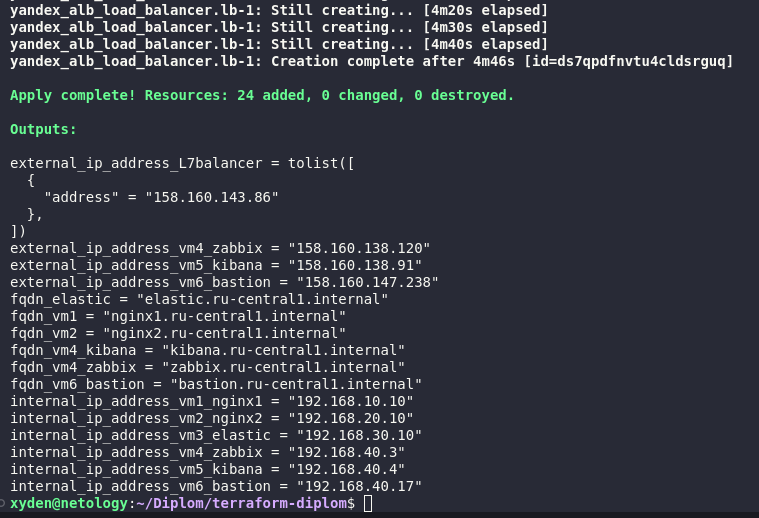 yandex_alb_load_balancer.lb-1: Still creating... [4m20s elapsed]
yandex_alb_load_balancer.lb-1: Still creating... [4m30s elapsed]
yandex_alb_load_balancer.lb-1: Still creating... [4m40s elapsed]
yandex_alb_load_balancer.lb-1: Creation complete after 4m46s [id=ds7qpdfnvtu4cldsrguq]

Apply complete! Resources: 24 added, 0 changed, 0 destroyed.

Outputs:

external_ip_address_L7balancer = tolist([
  {
    "address" = "158.160.143.86"
  },
])
external_ip_address_vm4_zabbix = "158.160.138.120"
external_ip_address_vm5_kibana = "158.160.138.91"
external_ip_address_vm6_bastion = "158.160.147.238"
fqdn_elastic = "elastic.ru-central1.internal"
fqdn_vm1 = "nginx1.ru-central1.internal"
fqdn_vm2 = "nginx2.ru-central1.internal"
fqdn_vm4_kibana = "kibana.ru-central1.internal"
fqdn_vm4_zabbix = "zabbix.ru-central1.internal"
fqdn_vm6_bastion = "bastion.ru-central1.internal"
internal_ip_address_vm1_nginx1 = "192.168.10.10"
internal_ip_address_vm2_nginx2 = "192.168.20.10"
internal_ip_address_vm3_elastic = "192.168.30.10"
internal_ip_address_vm4_zabbix = "192.168.40.3"
internal_ip_address_vm5_kibana = "192.168.40.4"
internal_ip_address_vm6_bastion = "192.168.40.17"
xyden@netology:~/Diplom/terraform-diplom$